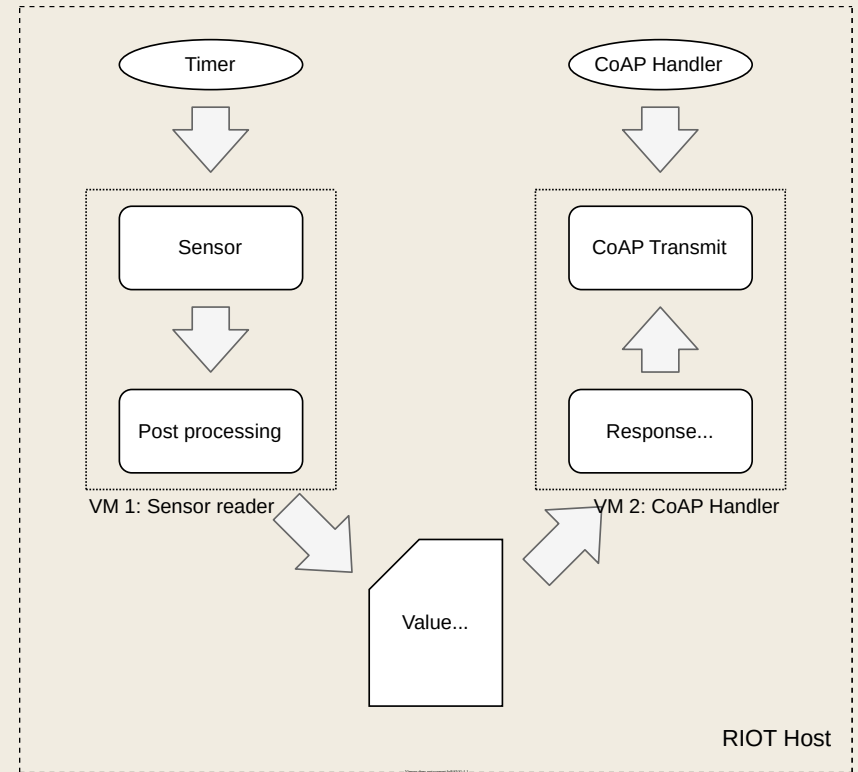 Timer
CoAP Handler
Sensor
CoAP Transmit
Post processing
Response...
VM 1: Sensor reader
VM 2: CoAP Handler
Value...
RIOT Host